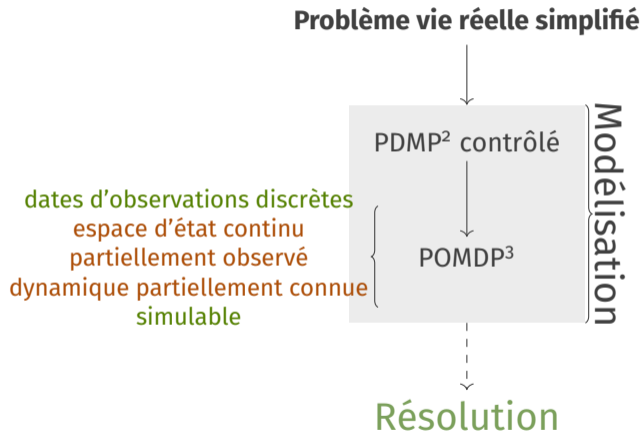 Problème vie réelle simplifié
PDMP² contrôlé
Modélisation
dates d'observations discrètes
espace d'état continu
partiellement observé
dynamique partiellement connue
simulable
POMDP³
Résolution